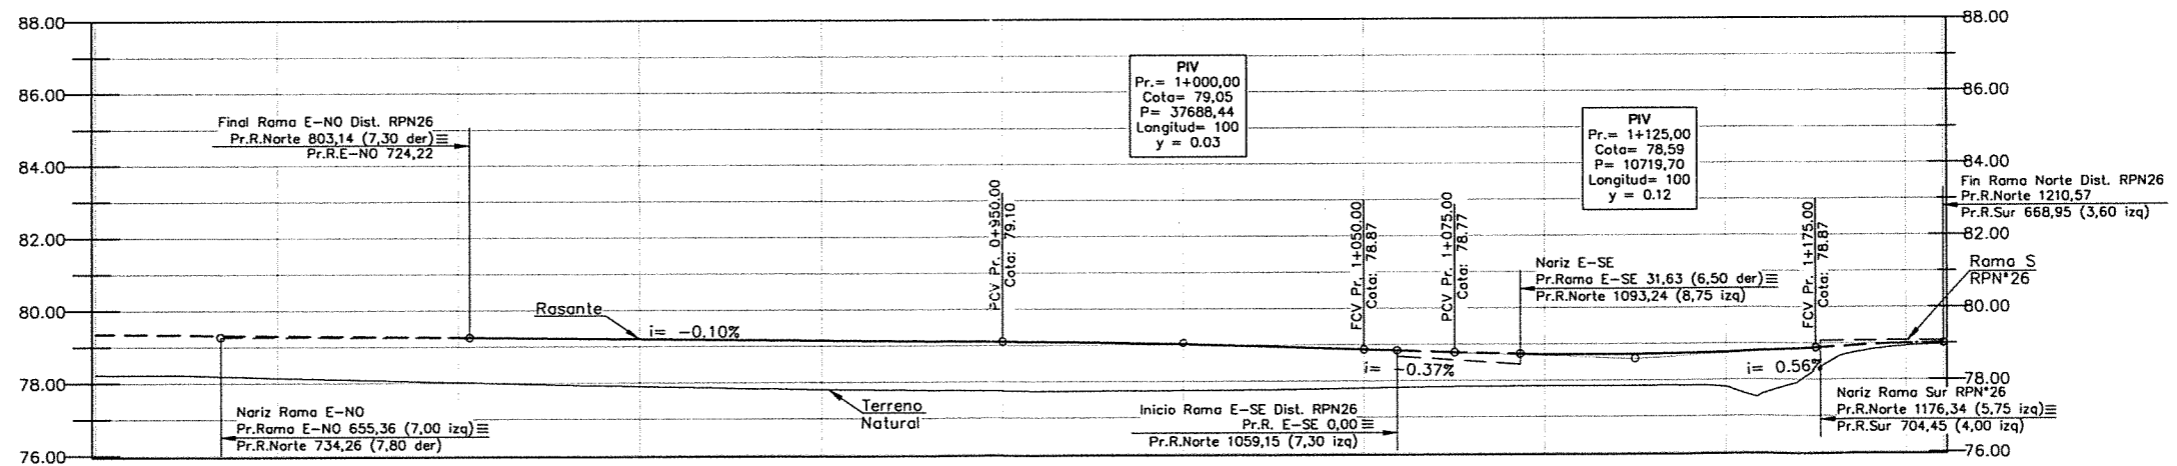 88.00
86.00
84.00
82.00
80.00
78.00
76.00
Final Rama E-NO Dist. RPN26
Pr.R.Norte 803,14 (7,30 der)≡
Pr.R.E-NO 724,22
Rasante
i= -0.10%
Nariz Rama E-NO
Pr.Rama E-NO 655,36 (7,00 izq)≡
Pr.R.Norte 734,26 (7,80 der)
Terreno
Natural
PCV Pr. 0+950.00
Cota: 79.10
PIV
Pr.= 1+000,00
Cota= 79,05
P= 37688,44
Longitud= 100
y = 0.03
FCV Pr. 1+050.00
Cota: 78.87
PCV Pr. 1+075.00
Cota: 78.77
i= -0.37%
Inicio Rama E-SE Dist. RPN26
Pr.R. E-SE 0,00 ≡
Pr.R.Norte 1059,15 (7,30 izq)
PIV
Pr.= 1+125,00
Cota= 78,59
P= 10719,70
Longitud= 100
y = 0.12
Nariz E-SE
Pr.Rama E-SE 31,63 (6,50 der)≡
Pr.R.Norte 1093,24 (8,75 izq)
FCV Pr. 1+175.00
Cota: 78.87
i= 0.56%
88.00
86.00
84.00
Fin Rama Norte Dist. RPN26
Pr.R.Norte 1210,57
Pr.R.Sur 668,95 (3,60 izq)
82.00
Rama S
RPN°26
80.00
78.00
Nariz Rama Sur RPN°26
Pr.R.Norte 1176,34 (5,75 izq)≡
Pr.R.Sur 704,45 (4,00 izq)
76.00